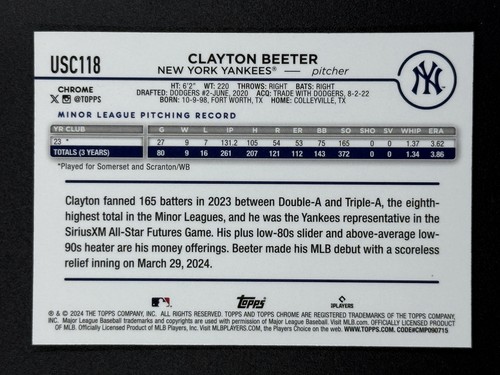 USC118
CLAYTON BEETER
NEW YORK YANKEES® — pitcher
CHROME
@TOPPS
HT: 6'2" WT: 220 THROWS: RIGHT BATS: RIGHT
DRAFTED: DODGERS #2-JUNE, 2020 ACQ: TRADE WITH DODGERS, 8-2-22
BORN: 10-9-98, FORT WORTH, TX HOME: COLLEYVILLE, TX
MINOR LEAGUE PITCHING RECORD
YR CLUB G W L IP H R ER BB SO SHO SV WHIP ERA
23 * 27 9 7 131.2 105 54 53 75 165 0 0 1.37 3.62
TOTALS (3 YEARS) 80 9 16 261 207 121 112 143 372 0 0 1.34 3.86
*Played for Somerset and Scranton/WB
Clayton fanned 165 batters in 2023 between Double-A and Triple-A, the eighth-
highest total in the Minor Leagues, and he was the Yankees representative in the
SiriusXM All-Star Futures Game. His plus low-80s slider and above-average low-
90s heater are his money offerings. Beeter made his MLB debut with a scoreless
relief inning on March 29, 2024.
Topps
PLAYERS
® & © 2024 THE TOPPS COMPANY, INC. ALL RIGHTS RESERVED. TOPPS AND TOPPS CHROME ARE REGISTERED TRADEMARKS OF THE TOPPS COMPANY,
INC. Major League Baseball trademarks and copyrights are used with permission of Major League Baseball. Visit MLB.com. OFFICIALLY LICENSED PRODUCT
OF MLB. Officially Licensed Product of MLB Players, Inc. Visit MLBPLAYERS.COM, the Players Choice on the web. WWW.TOPPS.COM. CODE#CMP090715